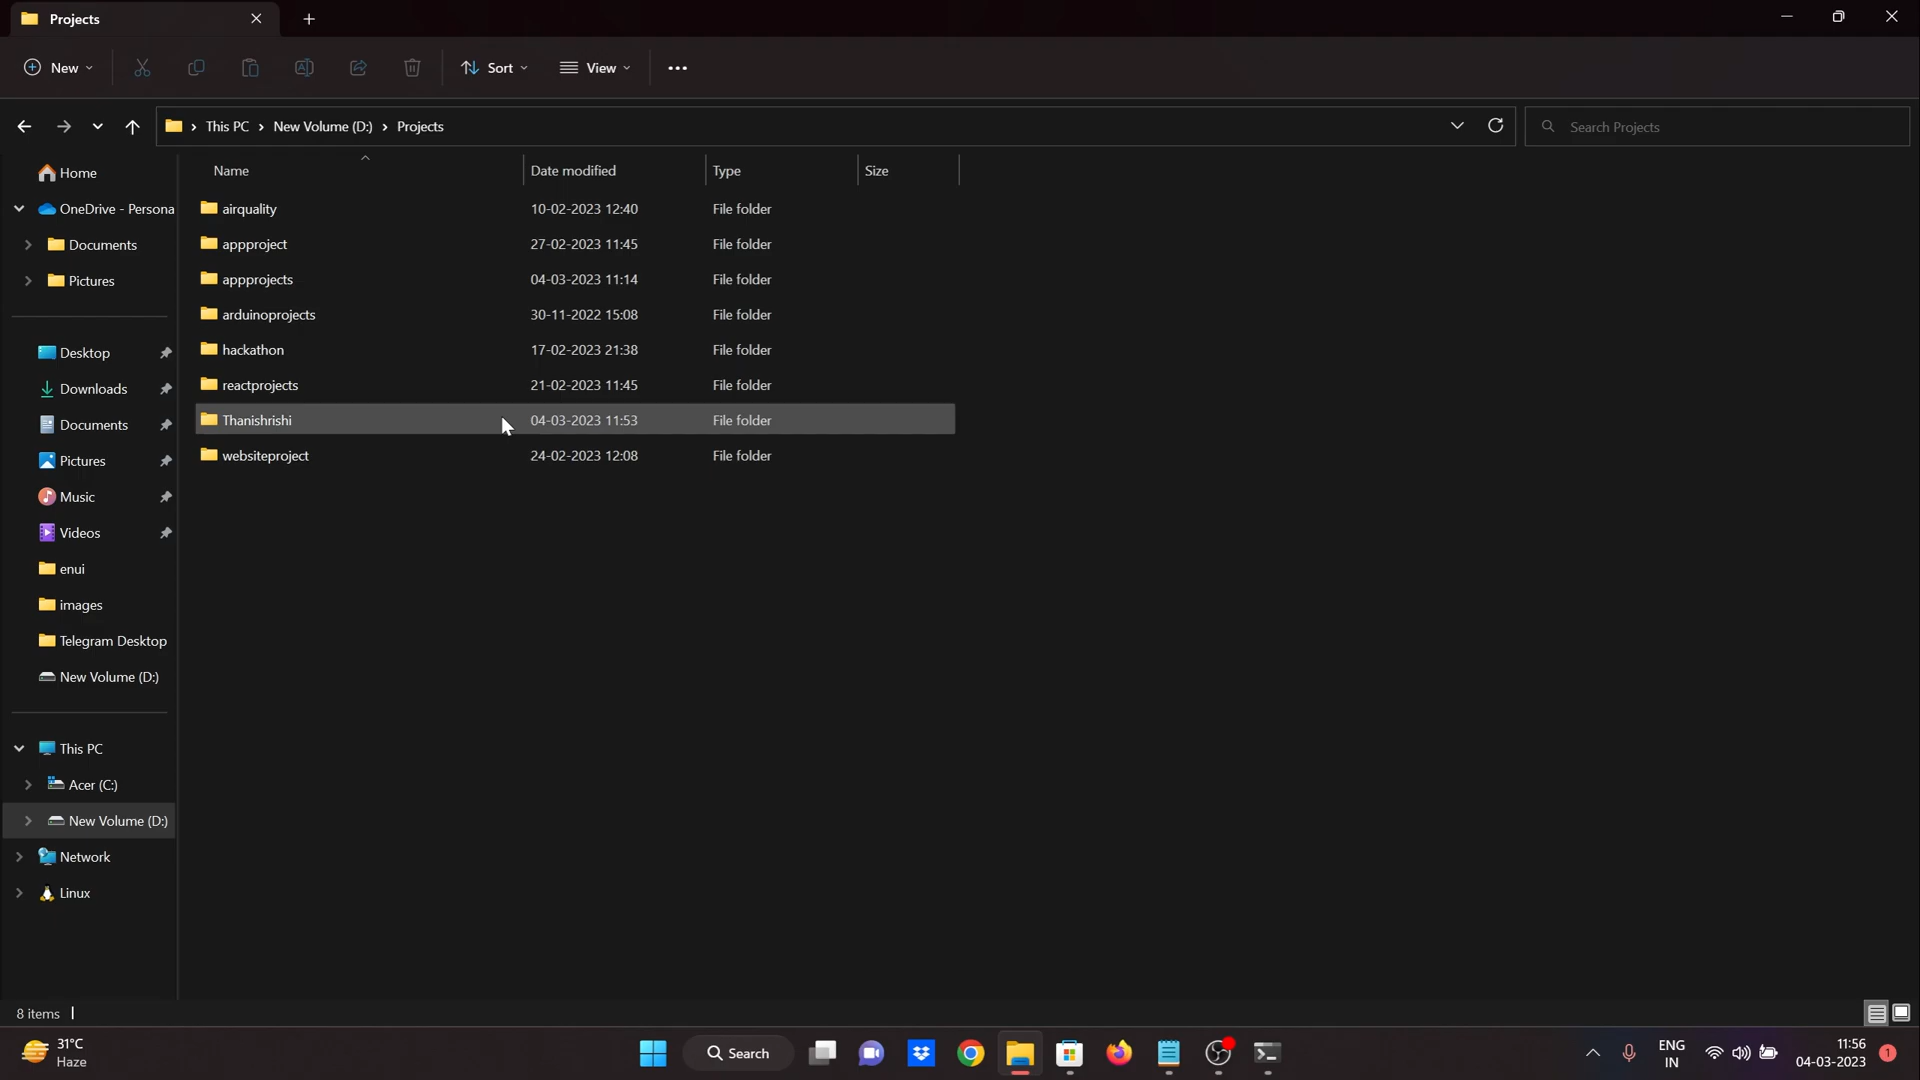 Projects
New Sort View
This PC New Volume (D:) Projects Search Projects
Name Date modified Type Size
airquality 10-02-2023 12:40 File folder
appproject 27-02-2023 11:45 File folder
appprojects 04-03-2023 11:14 File folder
arduinoprojects 30-11-2022 15:08 File folder
hackathon 17-02-2023 21:38 File folder
reactprojects 21-02-2023 11:45 File folder
Thanishrishi 04-03-2023 11:53 File folder
websiteproject 24-02-2023 12:08 File folder
Home
OneDrive - Persona
Documents
Pictures
Desktop
Downloads
Documents
Pictures
Music
Videos
enui
images
Telegram Desktop
New Volume (D:)
This PC
Acer (C:)
New Volume (D:)
Network
Linux
8 items
31°C
Haze
Search
ENG
IN
11:56
04-03-2023
1